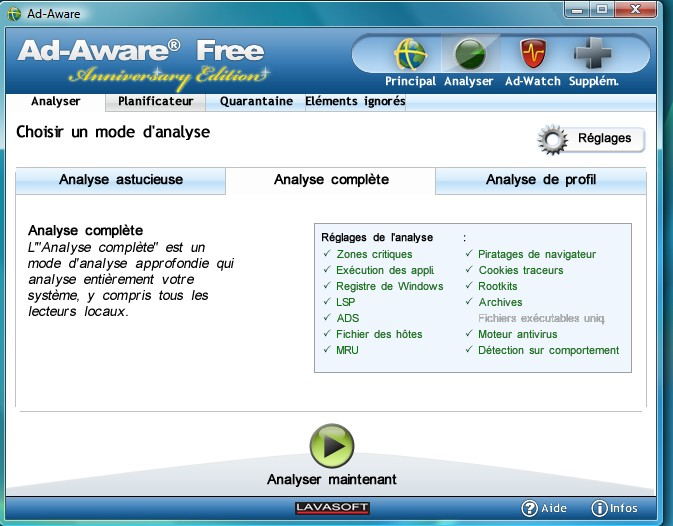 Ad-Aware
Ad-Aware® Free
Anniversary Edition
Principal Analyser Ad-Watch Supplém.
Analyser Planificateur Quarantaine Eléments ignorés
Choisir un mode d'analyse
Réglages
Analyse astucieuse Analyse complète Analyse de profil
Analyse complète
L'"Analyse complète" est un
mode d'analyse approfondie qui
analyse entièrement votre
système, y compris tous les
lecteurs locaux.
Réglages de l'analyse :
✓ Zones critiques
✓ Exécution des appli.
✓ Registre de Windows
✓ LSP
✓ ADS
✓ Fichier des hôtes
✓ MRU
✓ Piratages de navigateur
✓ Cookies traceurs
✓ Rootkits
✓ Archives
Fichiers exécutables uniq
✓ Moteur antivirus
✓ Détection sur comportement
Analyser maintenant
LAVASOFT
? Aide i Infos